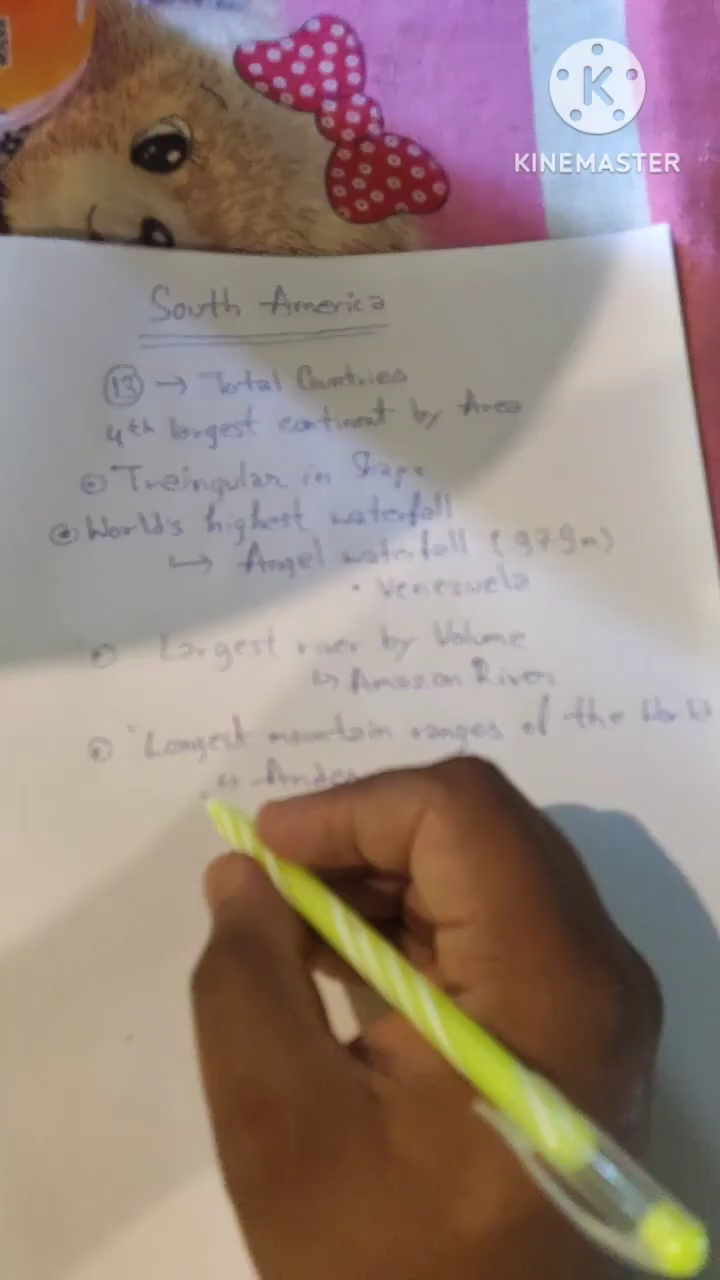 K
KINEMASTER
South America
13 → Total Countries
4th largest continent by Area
Treingular in Shape
World's highest waterfall
↳ Angel waterfall (979m)
• Venezuela
Largest river by Volume
↳ Amazon River
Longest mountain ranges of the World
↳ Andes